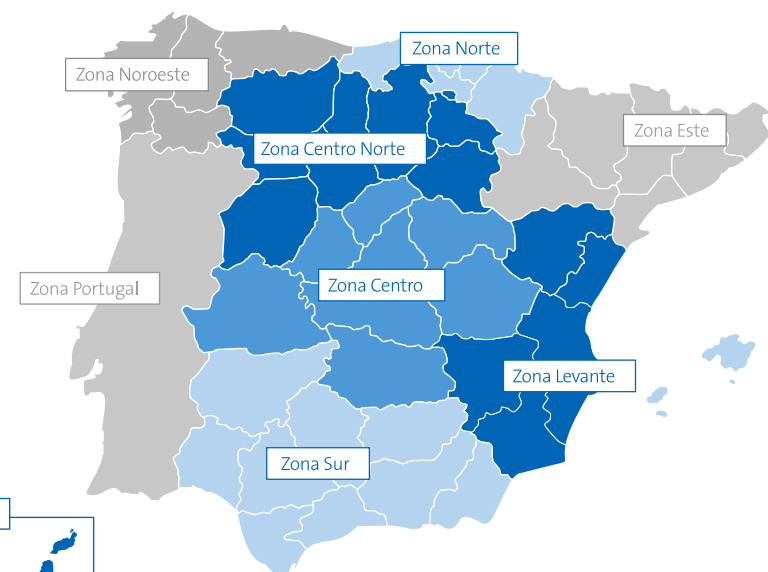 Zona Norte
Zona Noroeste
Zona Este
Zona Centro Norte
Zona Portugal
Zona Centro
Zona Levante
Zona Sur